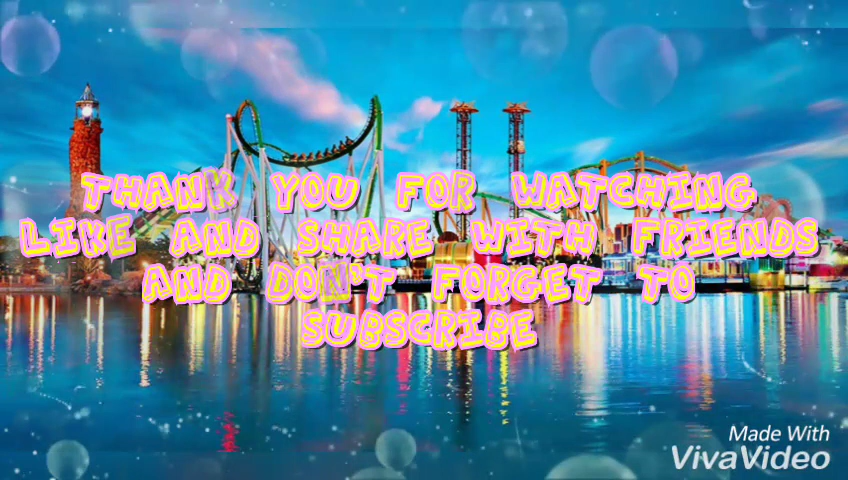 THANK YOU FOR WATCHING
LIKE AND SHARE WITH FRIENDS
AND DON'T FORGET TO
SUBSCRIBE
Made With
VivaVideo